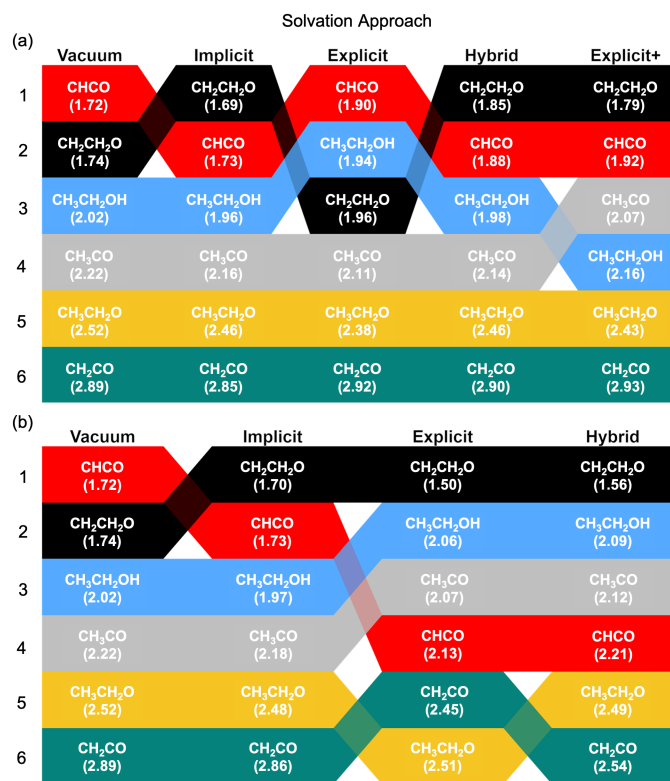 Solvation Approach
(a)
Vacuum Implicit Explicit Hybrid Explicit+
1 CHCO CH₂CH₂O CHCO CH₂CH₂O CH₂CH₂O
(1.72) (1.69) (1.90) (1.85) (1.79)
2 CH₂CH₂O CHCO CH₃CH₂OH CHCO CHCO
(1.74) (1.73) (1.94) (1.88) (1.92)
3 CH₃CH₂OH CH₃CH₂OH CH₂CH₂O CH₃CH₂OH CH₃CO
(2.02) (1.96) (1.96) (1.98) (2.07)
4 CH₃CO CH₃CO CH₃CO CH₃CO CH₃CH₂OH
(2.22) (2.16) (2.11) (2.14) (2.16)
5 CH₃CH₂O CH₃CH₂O CH₃CH₂O CH₃CH₂O CH₃CH₂O
(2.52) (2.46) (2.38) (2.46) (2.43)
6 CH₂CO CH₂CO CH₂CO CH₂CO CH₂CO
(2.89) (2.85) (2.92) (2.90) (2.93)
(b)
Vacuum Implicit Explicit Hybrid
1 CHCO CH₂CH₂O CH₂CH₂O CH₂CH₂O
(1.72) (1.70) (1.50) (1.56)
2 CH₂CH₂O CHCO CH₃CH₂OH CH₃CH₂OH
(1.74) (1.73) (2.06) (2.09)
3 CH₃CH₂OH CH₃CH₂OH CH₃CO CH₃CO
(2.02) (1.97) (2.07) (2.12)
4 CH₃CO CH₃CO CHCO CHCO
(2.22) (2.18) (2.13) (2.21)
5 CH₃CH₂O CH₃CH₂O CH₂CO CH₃CH₂O
(2.52) (2.48) (2.45) (2.49)
6 CH₂CO CH₂CO CH₃CH₂O CH₂CO
(2.89) (2.86) (2.51) (2.54)